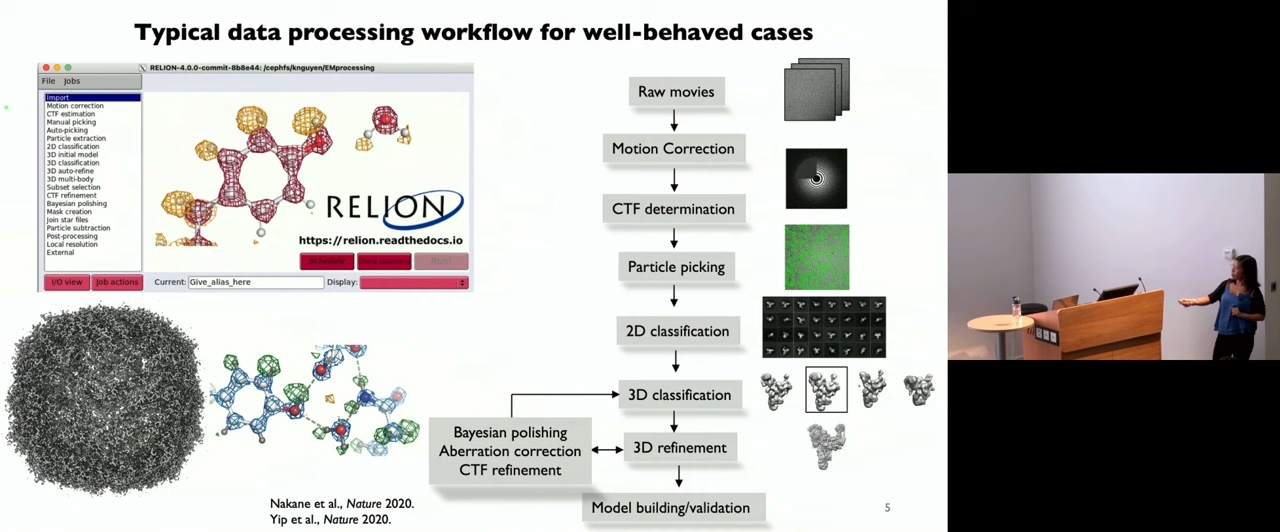 Typical data processing workflow for well-behaved cases
RELION-4.0.0-commit-8b8e44: /cephfs/knguyen/EMprocessing
File Jobs
Import
Motion correction
CTF estimation
Manual picking
Auto-picking
Particle extraction
2D classification
3D initial model
3D classification
3D auto-refine
3D multi-body
Subset selection
CTF refinement
Bayesian polishing
Mask creation
Join star files
Particle subtraction
Post-processing
Local resolution
External
RELION
https://relion.readthedocs.io
Schedule
I/O view
Job actions
Current:
Give_alias_here
Display:
Raw movies
Motion Correction
CTF determination
Particle picking
2D classification
3D classification
Bayesian polishing
Aberration correction
CTF refinement
3D refinement
Model building/validation
Nakane et al., Nature 2020.
Yip et al., Nature 2020.
5